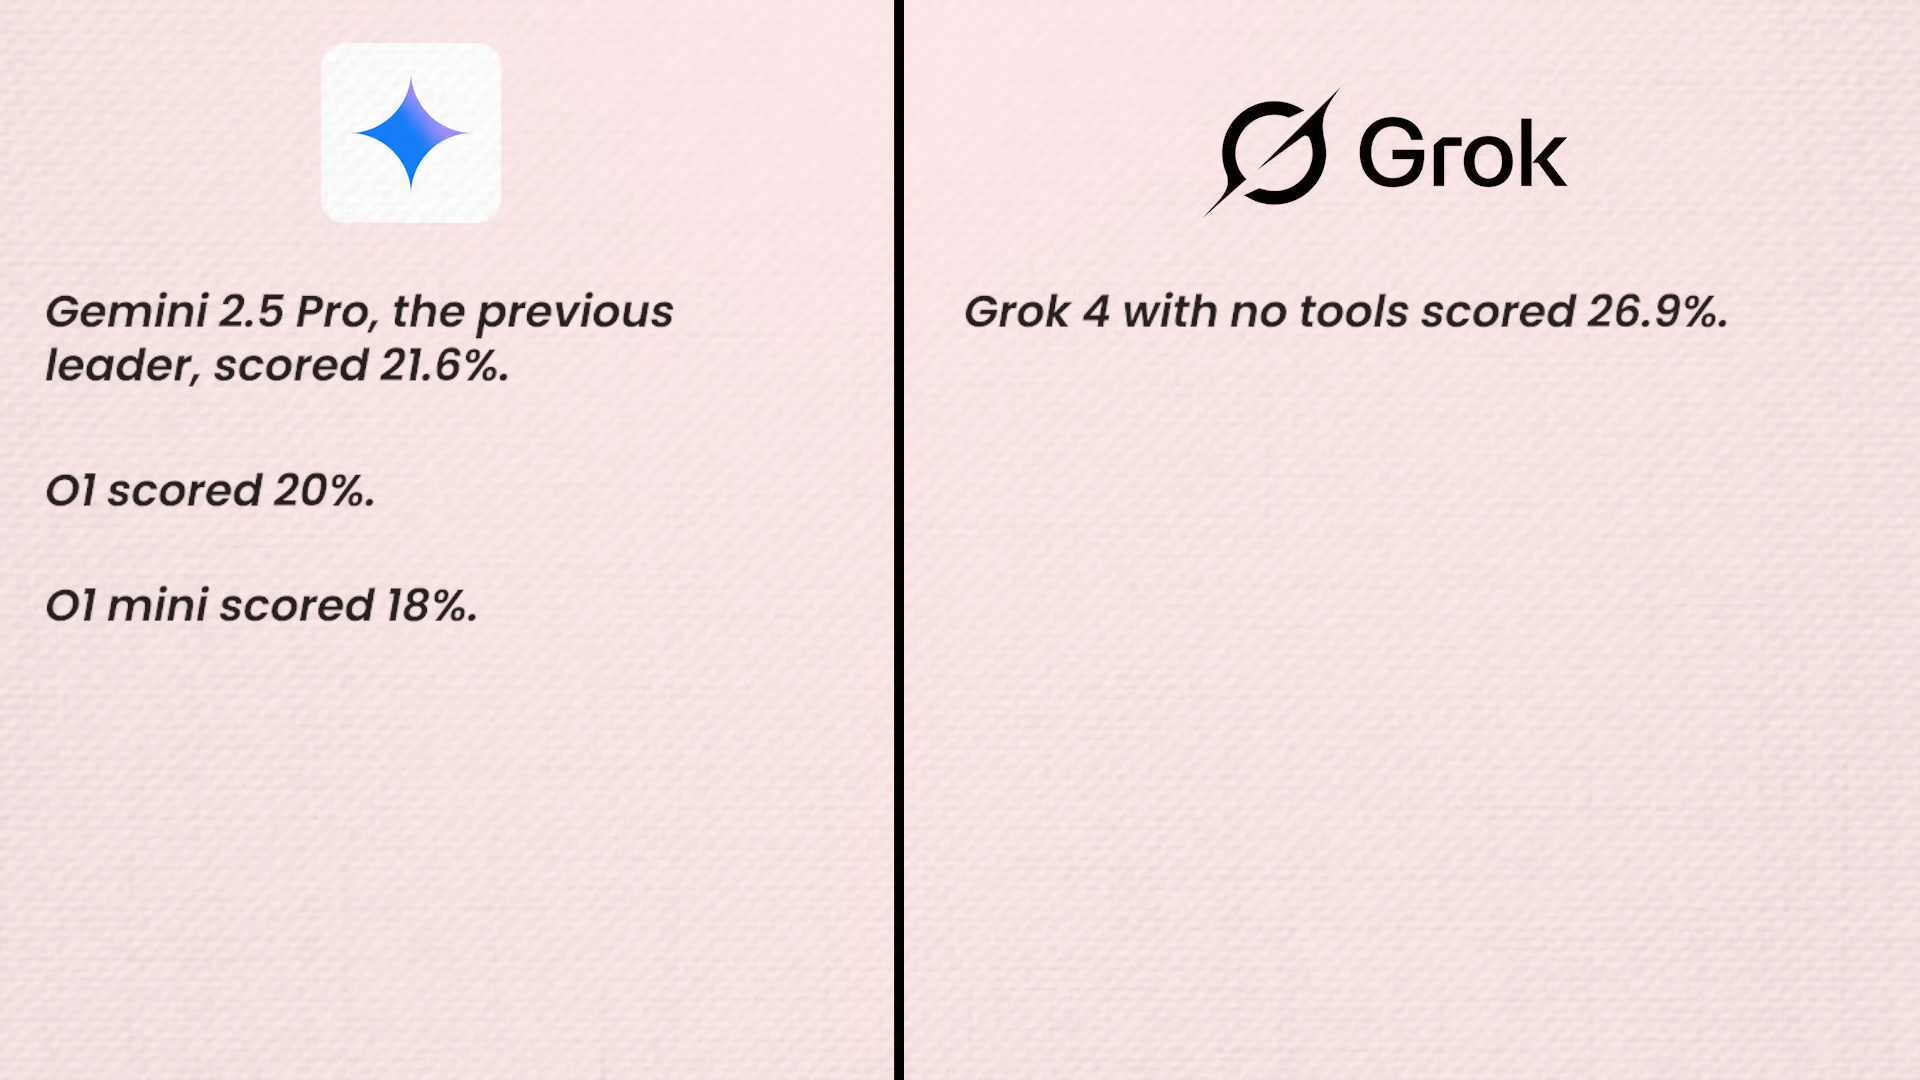 Gemini 2.5 Pro, the previous
leader, scored 21.6%.
O1 scored 20%.
O1 mini scored 18%.
Grok
Grok 4 with no tools scored 26.9%.